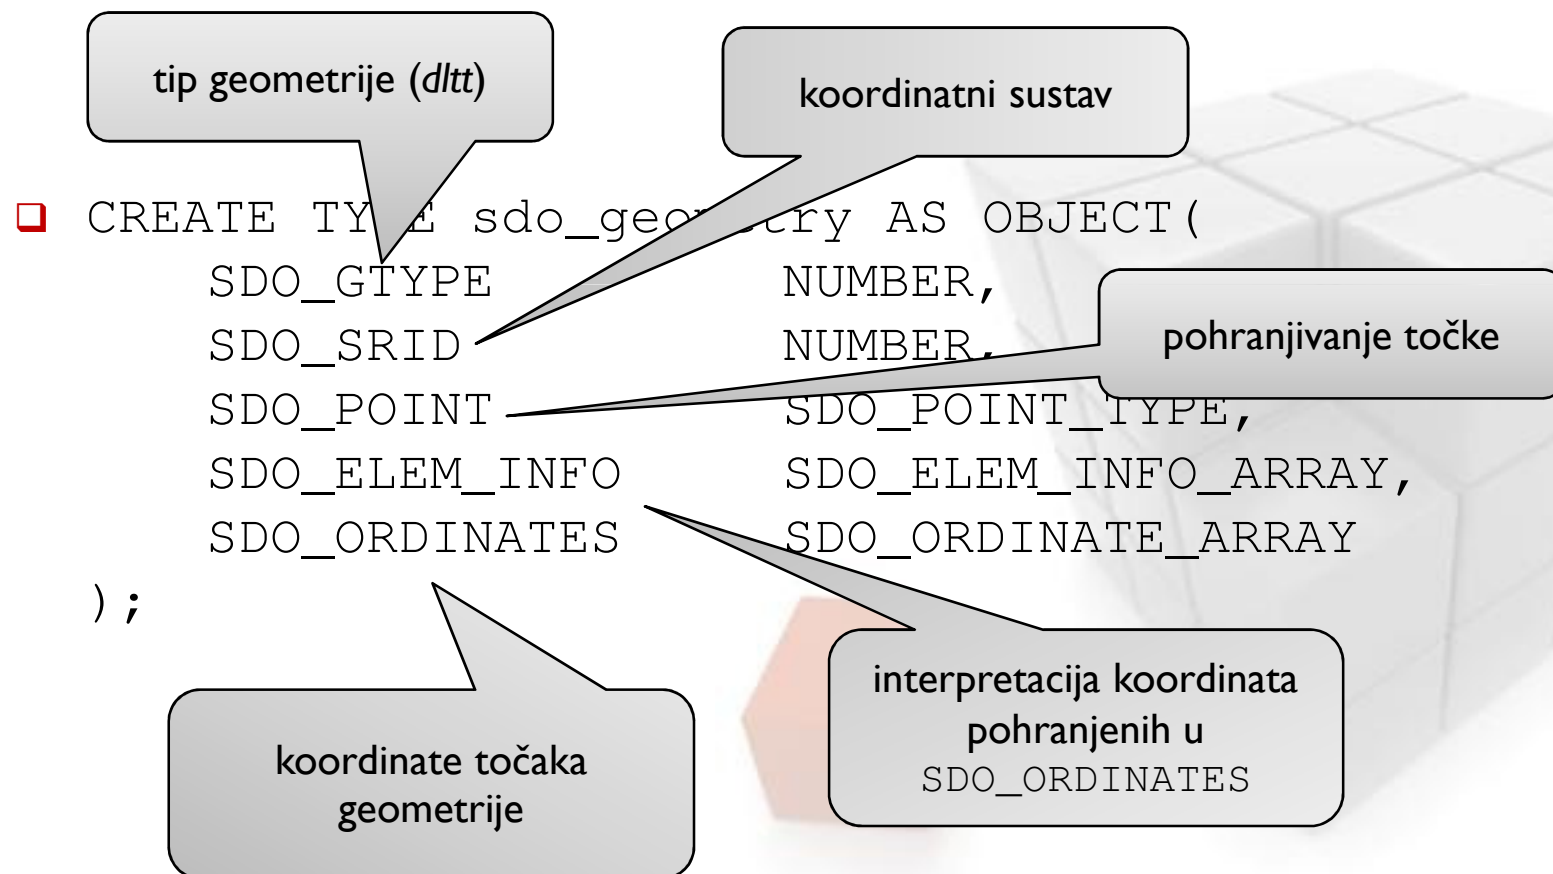 tip geometrije (dltt)
koordinatni sustav
CREATE TYPE sdo_geometry AS OBJECT(
SDO_GTYPE NUMBER,
SDO_SRID NUMBER,
pohranjivanje točke
SDO_POINT SDO_POINT_TYPE,
SDO_ELEM_INFO SDO_ELEM_INFO_ARRAY,
SDO_ORDINATES SDO_ORDINATE_ARRAY
);
interpretacija koordinata
pohranjenih u
SDO_ORDINATES
koordinate točaka
geometrije